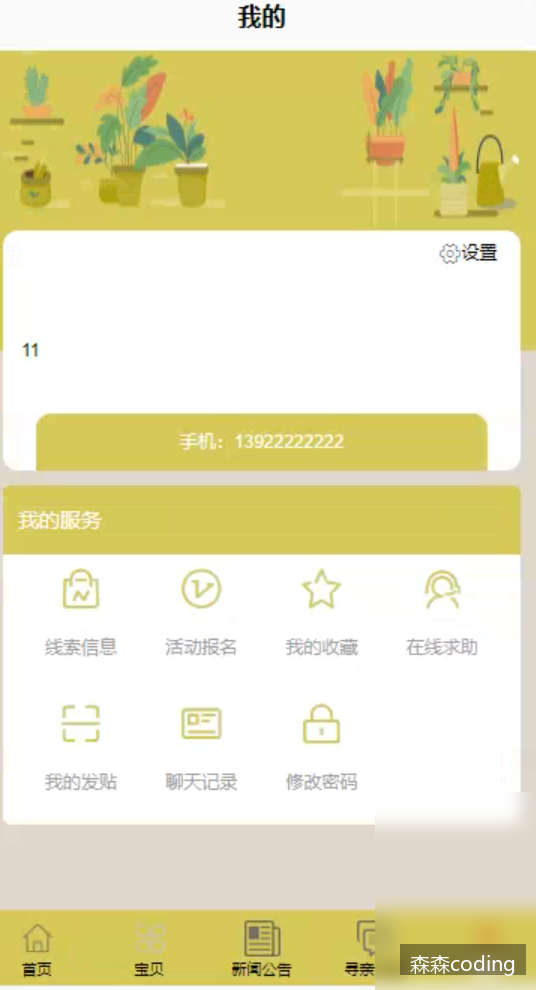 我的
设置
11
手机：13922222222
我的服务
线索信息 活动报名 我的收藏 在线求助
我的发贴 聊天记录 修改密码
首页 宝贝 新闻公告 寻亲
森森coding